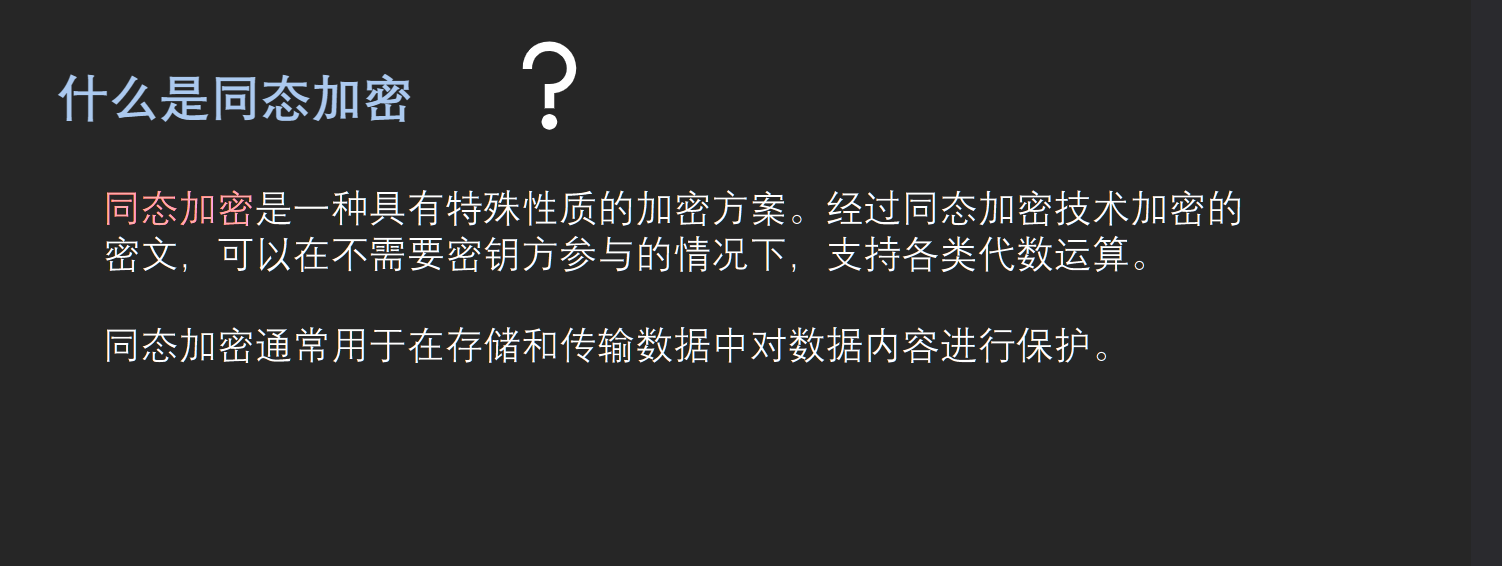 什么是同态加密 ?
同态加密是一种具有特殊性质的加密方案。经过同态加密技术加密的
密文，可以在不需要密钥方参与的情况下，支持各类代数运算。
同态加密通常用于在存储和传输数据中对数据内容进行保护。